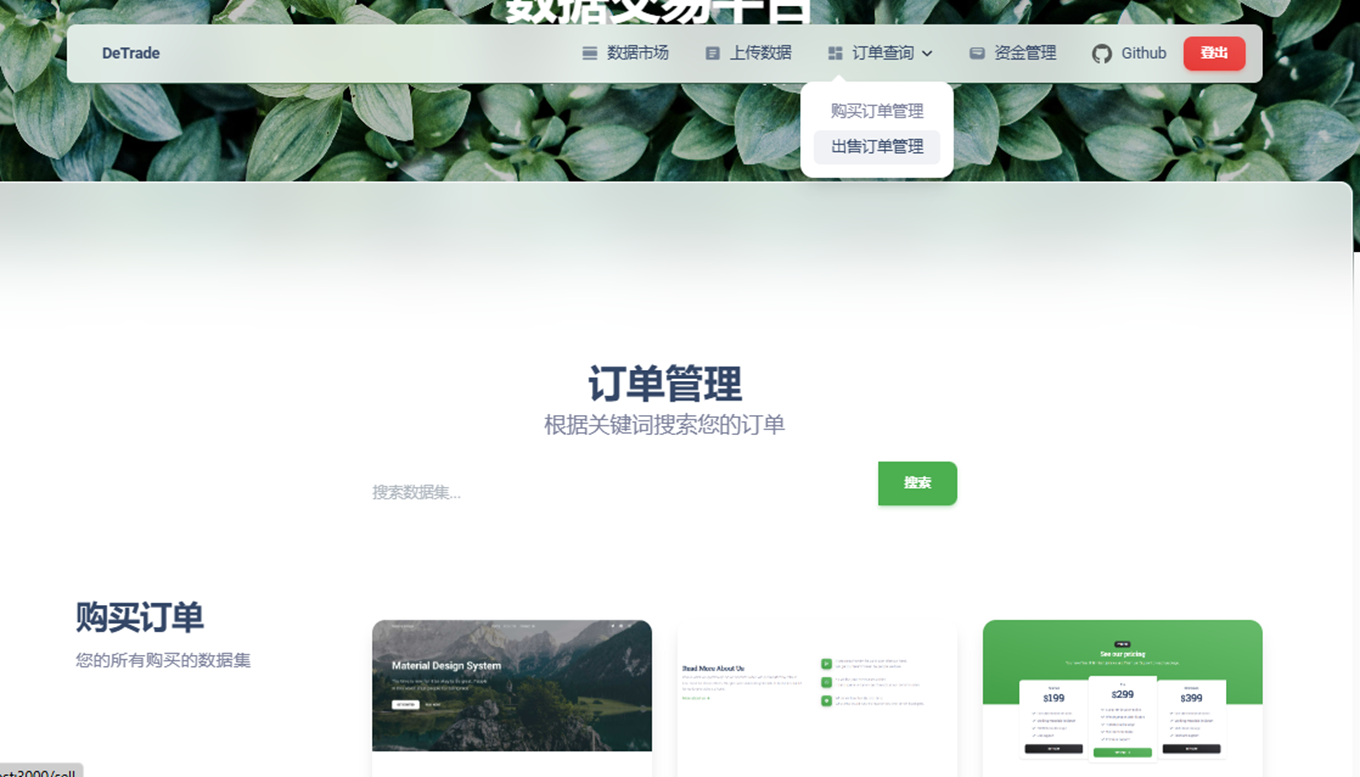 数据交易平台
DeTrade
数据市场
上传数据
订单查询
资金管理
Github
登出
购买订单管理
出售订单管理
订单管理
根据关键词搜索您的订单
搜索数据集...
搜索
购买订单
您的所有购买的数据集
Material Design System
Read More About Us
See our pricing
$199
$299
$399
:3000/sell